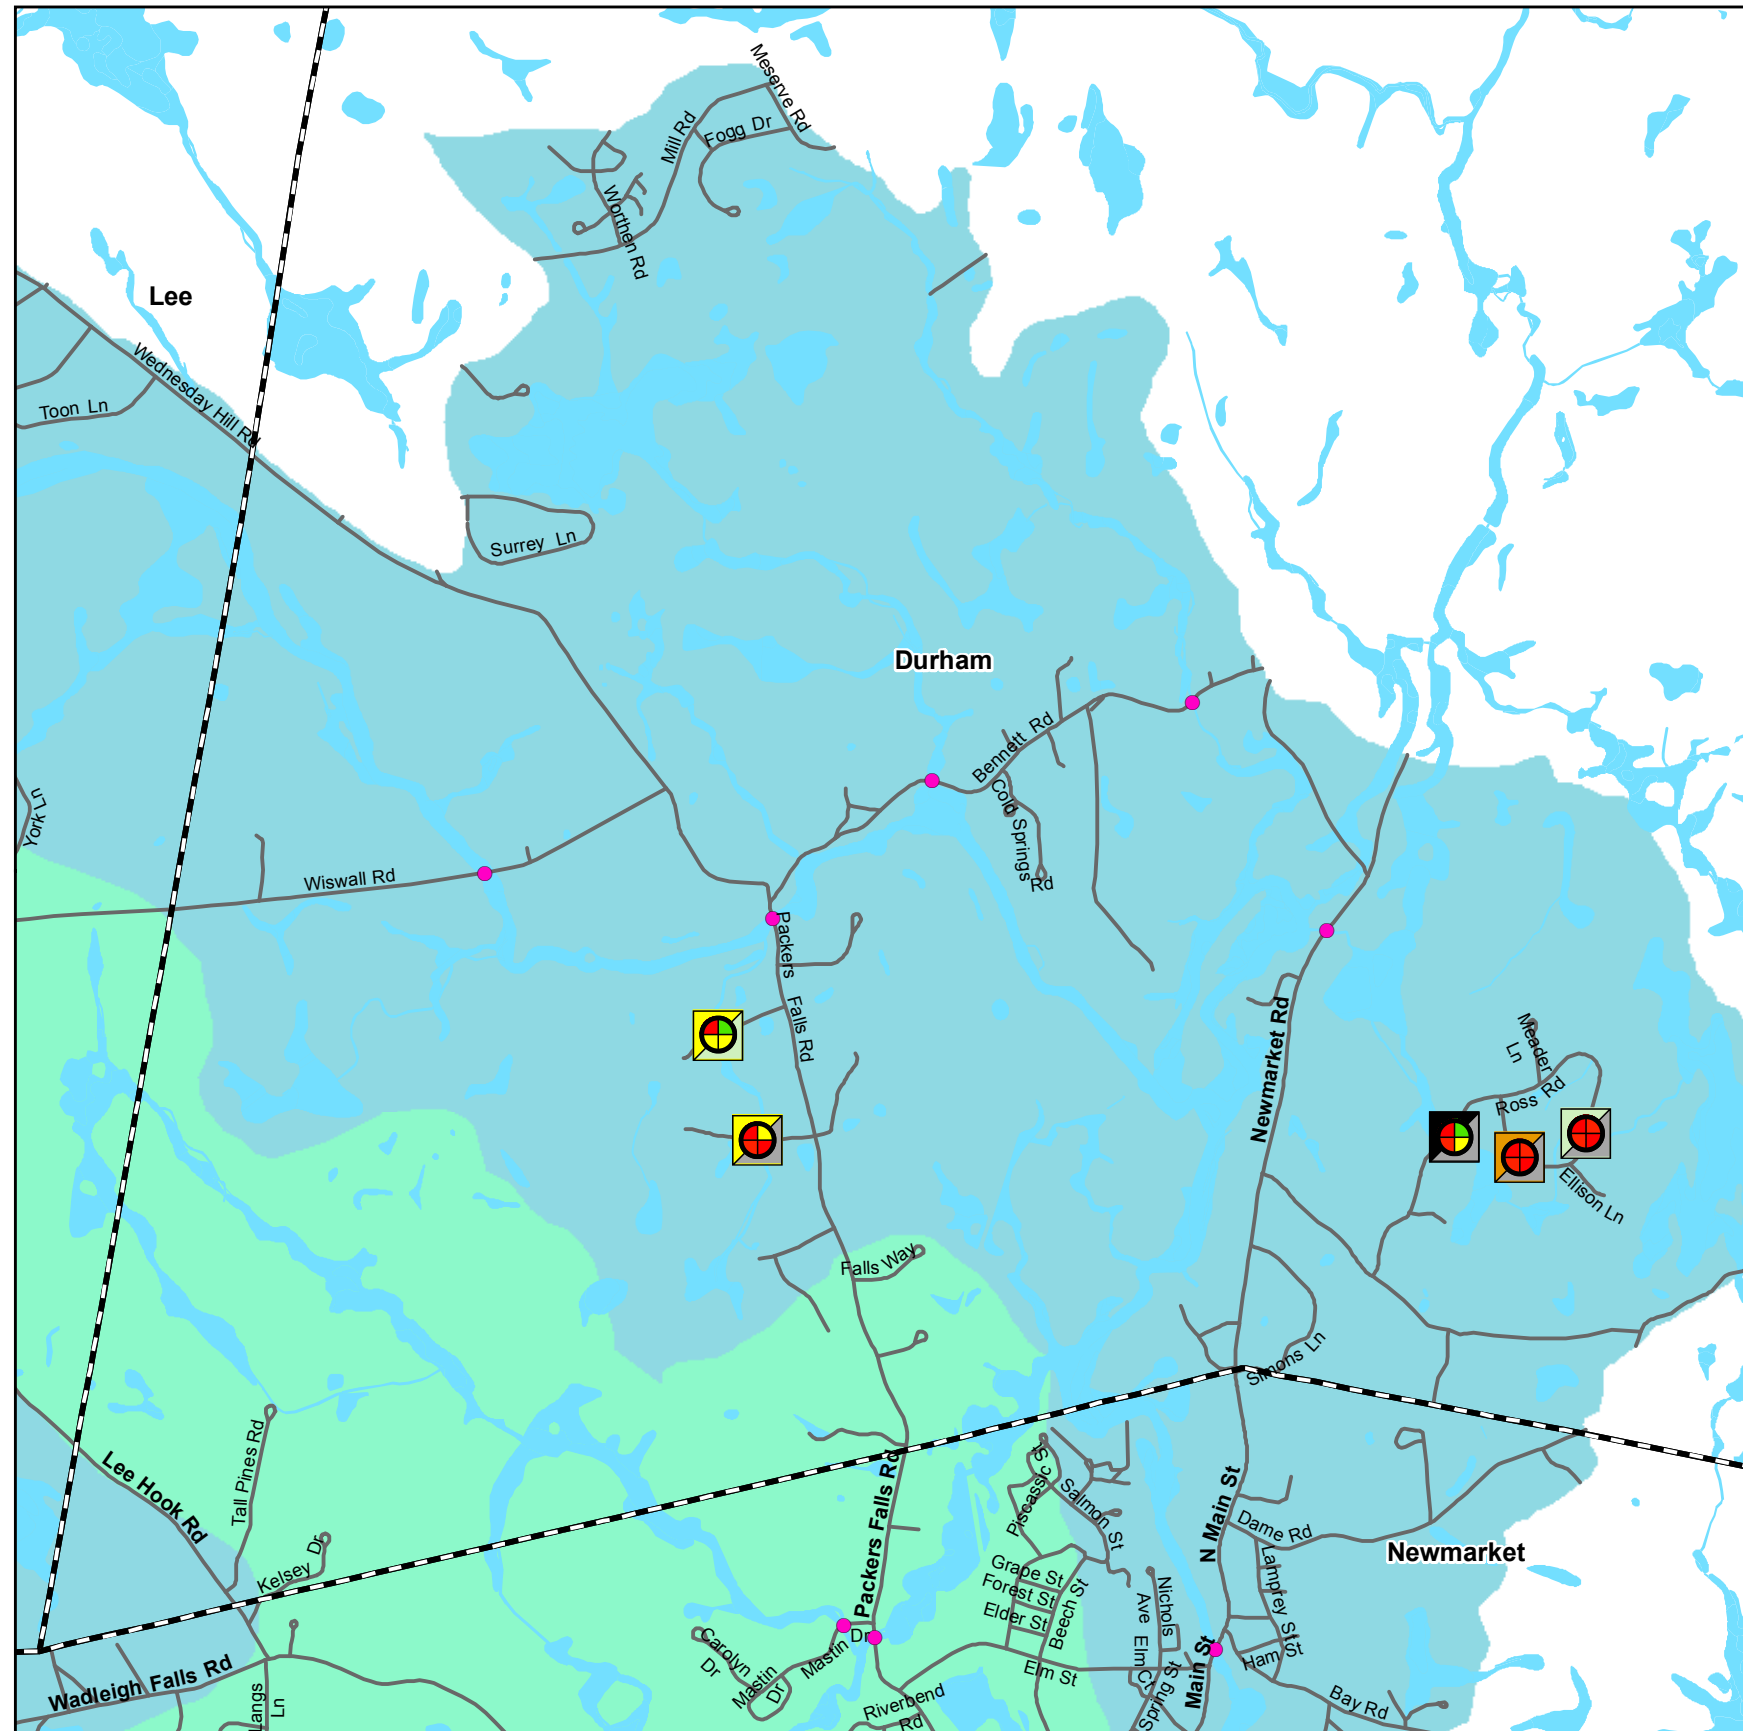 Meserve Rd
Mill Rd
Fogg Dr
Worthen Rd
Lee
Wednesday Hill Rd
Toon Ln
Surrey Ln
Durham
Bennett Rd
Cold Springs
Rd
York Ln
Wiswall Rd
Packers
Falls Rd
Newmarket Rd
Meader
Ln
Ross Rd
Ellison Ln
Falls Way
Simons Ln
Lee Hook Rd
Tall Pines Rd
Kelsey Dr
Packers Falls Rd
Piscassic St
Salmon St
N Main St
Dame Rd
Newmarket
Grape St
Forest St
Elder St
Beech St
Nichols
Ave
Lamprey St
Elm Ct
Elm St
Ham St
Main St
Spring St
Bay Rd
Carolyn
Dr
Mastin
Dr
Mastin
Dr
Riverbend
Rd
Wadleigh Falls Rd
Langs
Ln